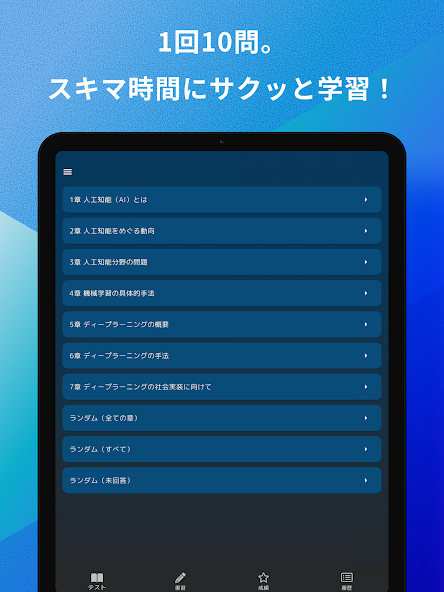 1回10問。
スキマ時間にサクッと学習！
1章 人工知能（AI）とは
2章 人工知能をめぐる動向
3章 人工知能分野の問題
4章 機械学習の具体的手法
5章 ディープラーニングの概要
6章 ディープラーニングの手法
7章 ディープラーニングの社会実装に向けて
ランダム（全ての章）
ランダム（すべて）
ランダム（未回答）
テスト 復習 成績 履歴